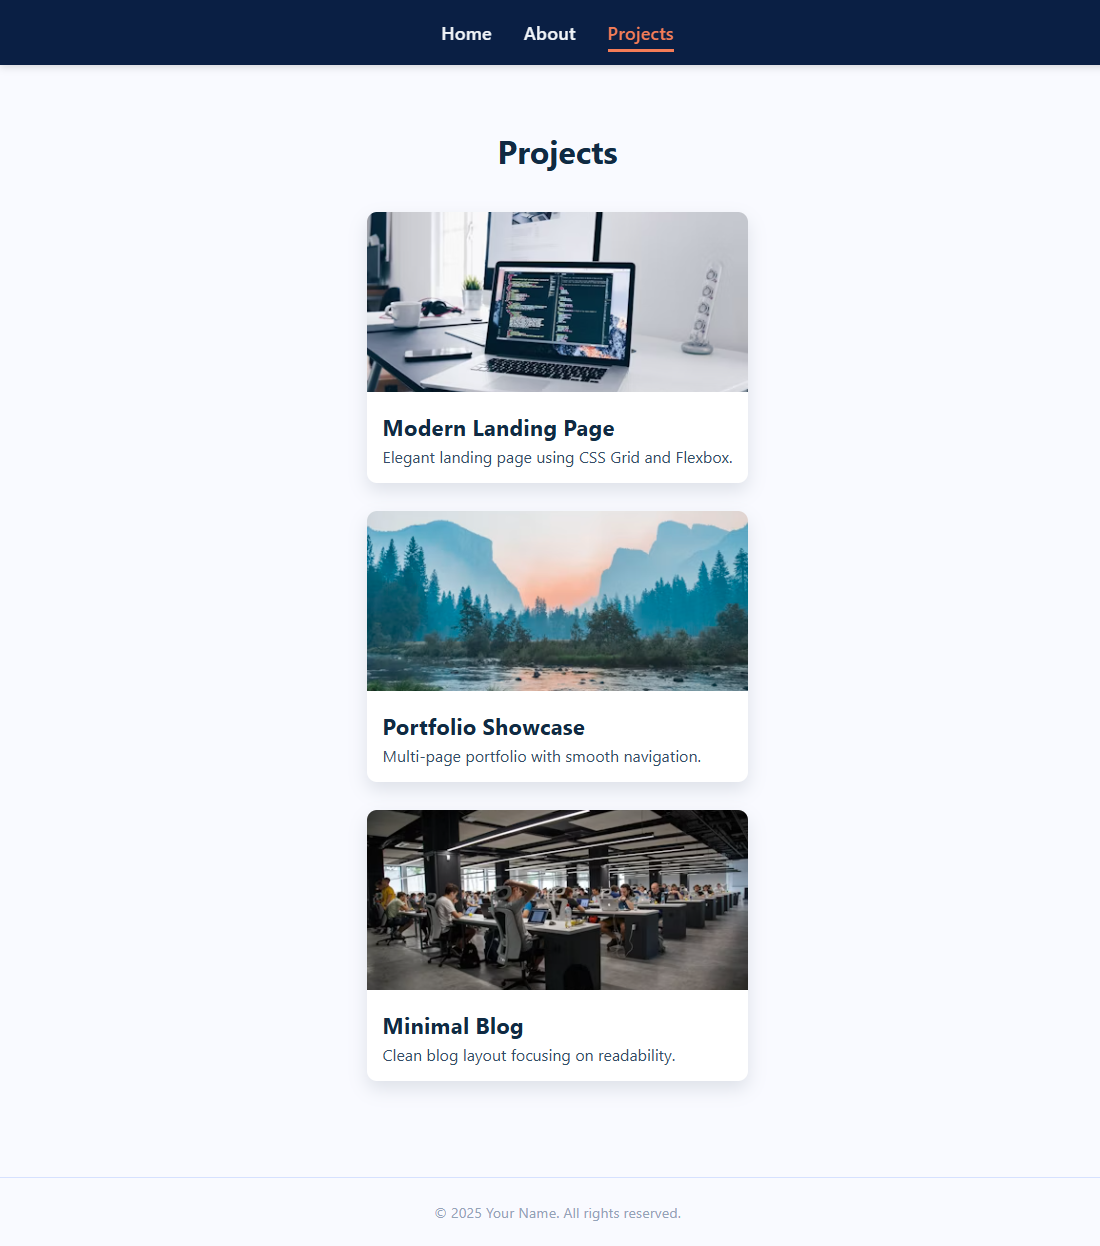 Home About Projects
Projects
Modern Landing Page
Elegant landing page using CSS Grid and Flexbox.
Portfolio Showcase
Multi-page portfolio with smooth navigation.
Minimal Blog
Clean blog layout focusing on readability.
© 2025 Your Name. All rights reserved.